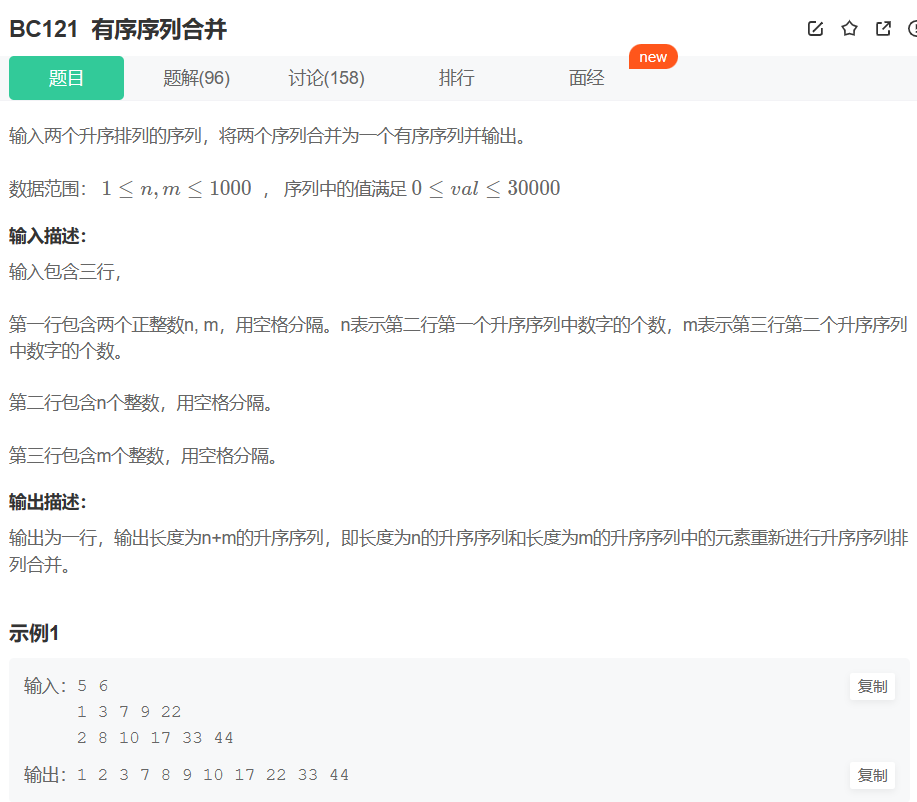 BC121 有序序列合并
题目 题解(96) 讨论(158) 排行 面经 new
输入两个升序排列的序列，将两个序列合并为一个有序序列并输出。
数据范围： 1 ≤ n, m ≤ 1000 ， 序列中的值满足 0 ≤ val ≤ 30000
输入描述：
输入包含三行，
第一行包含两个正整数n, m，用空格分隔。n表示第二行第一个升序序列中数字的个数，m表示第三行第二个升序序列
中数字的个数。
第二行包含n个整数，用空格分隔。
第三行包含m个整数，用空格分隔。
输出描述：
输出为一行，输出长度为n+m的升序序列，即长度为n的升序序列和长度为m的升序序列中的元素重新进行升序序列排
列合并。
示例1
输入：5 6 复制
1 3 7 9 22
2 8 10 17 33 44
输出：1 2 3 7 8 9 10 17 22 33 44 复制